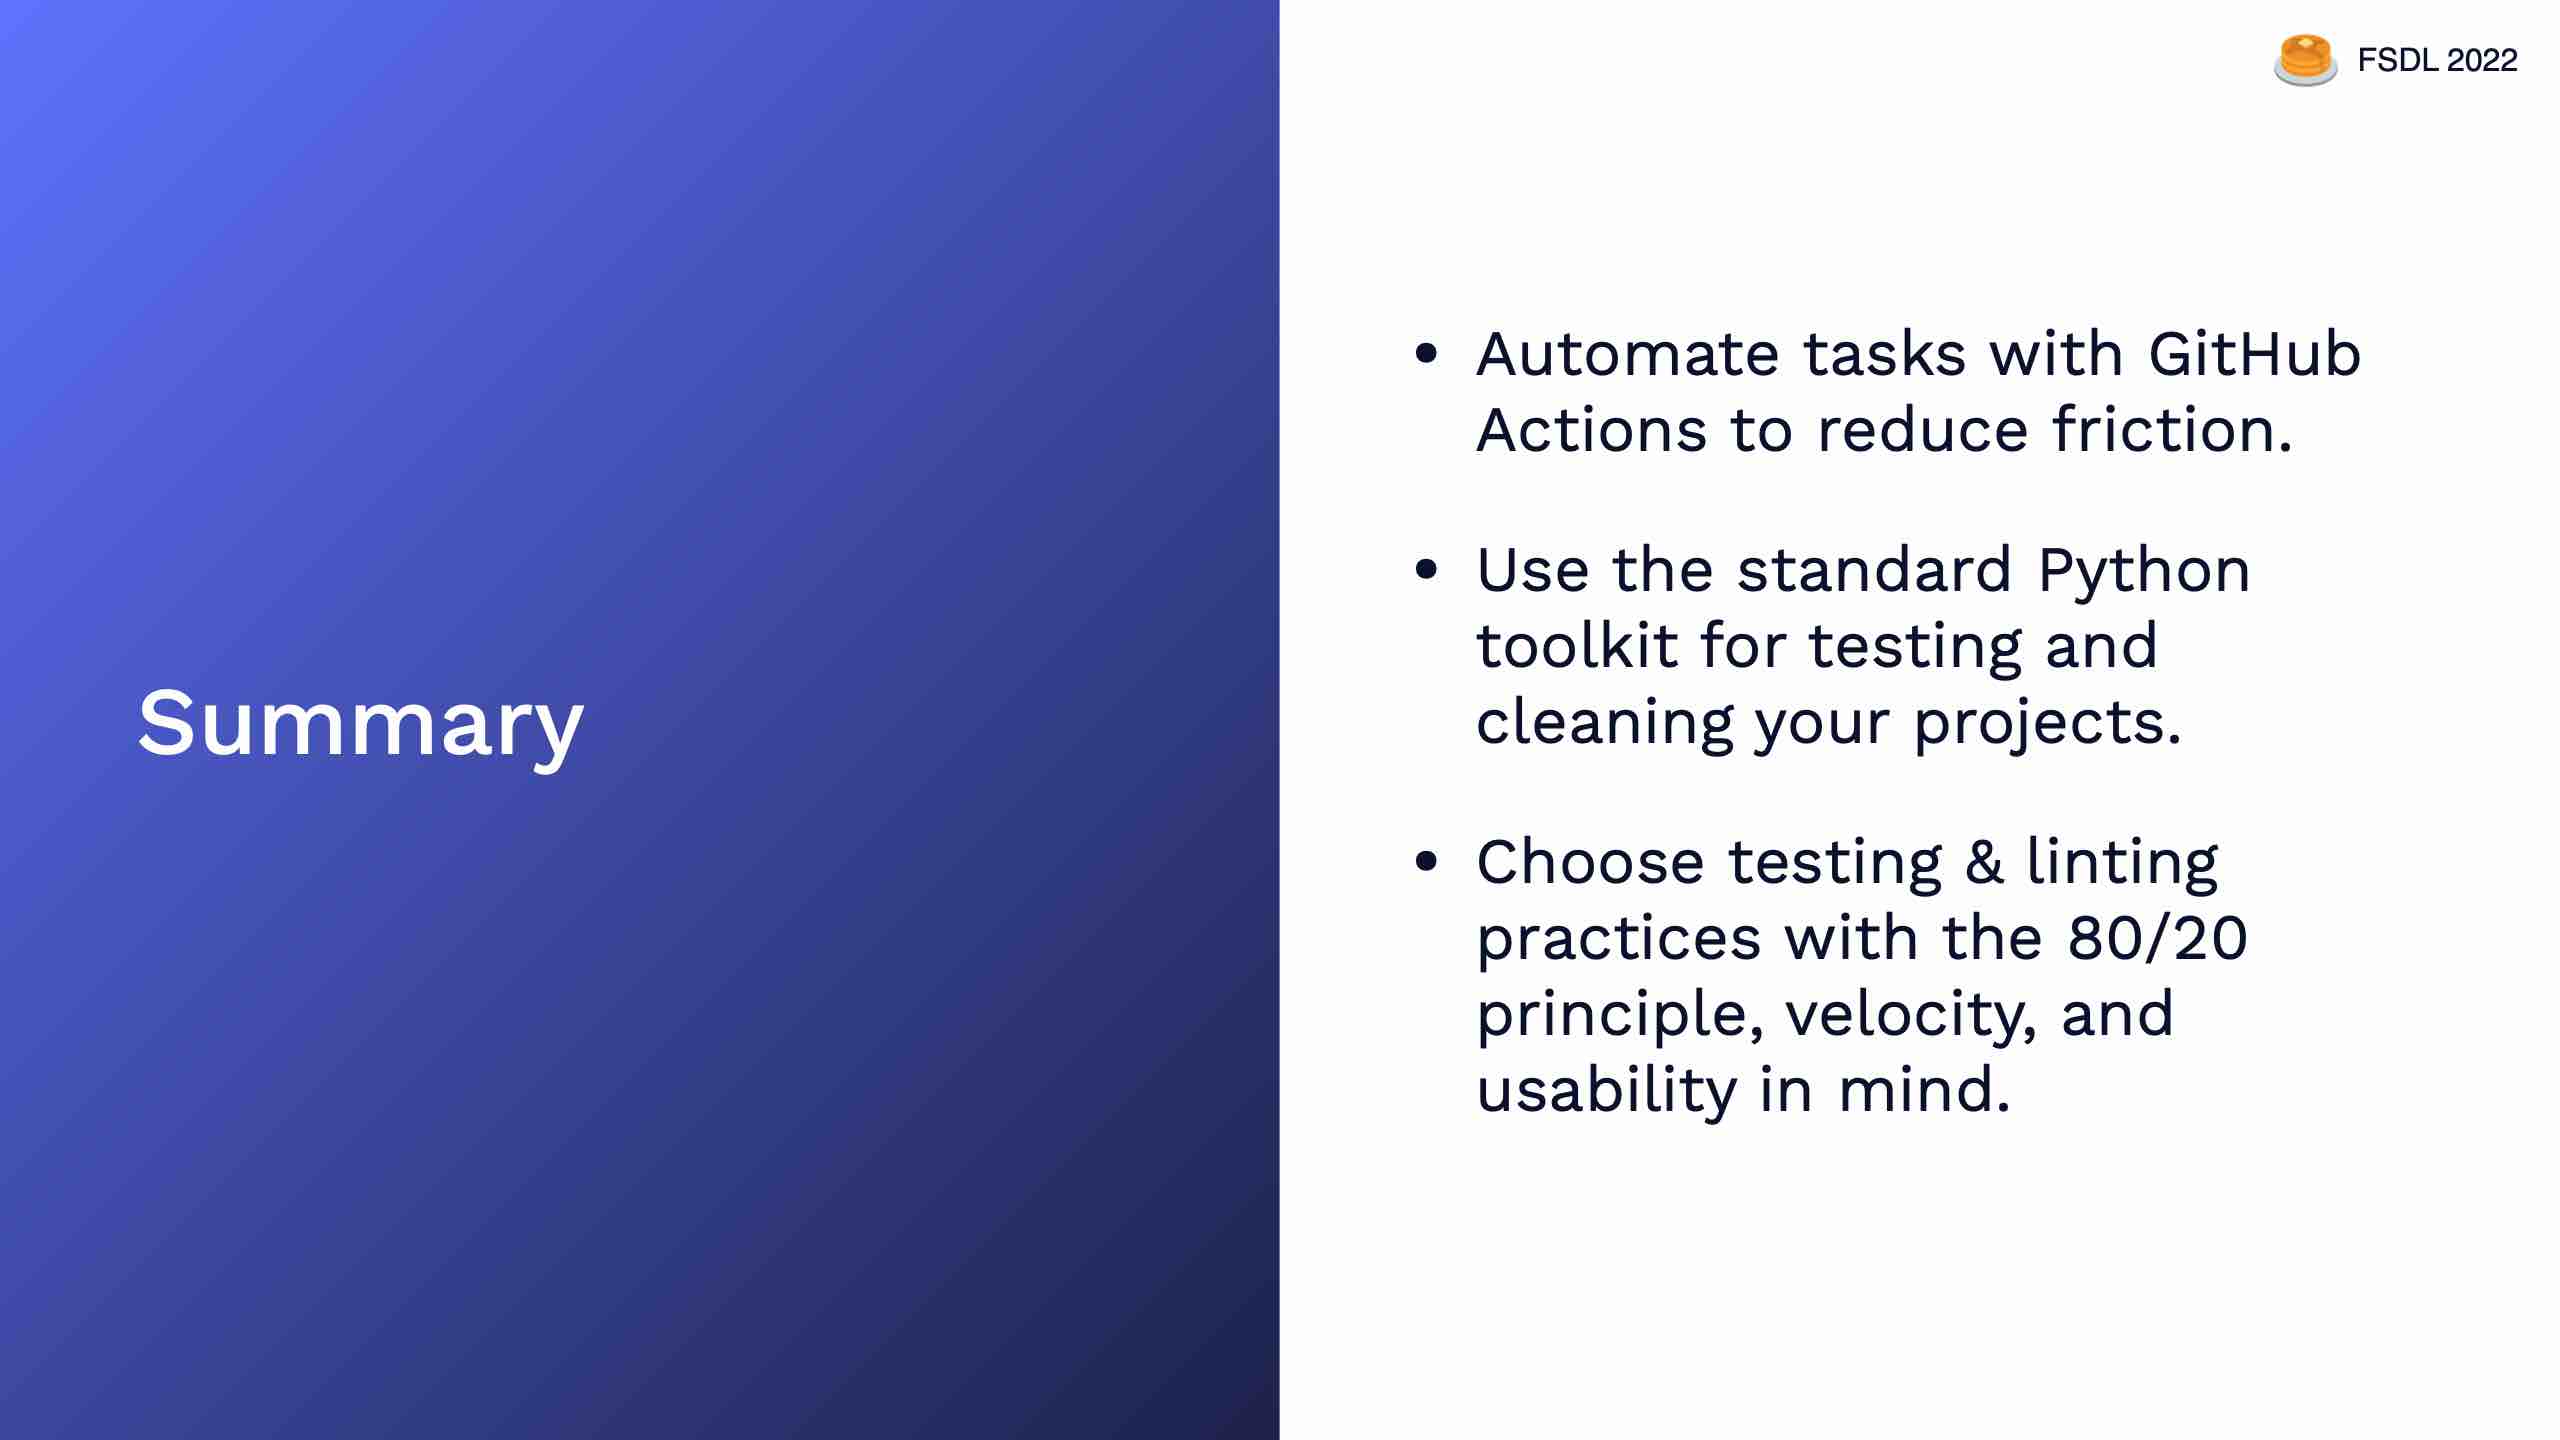 FSDL 2022
Summary
• Automate tasks with GitHub
Actions to reduce friction.
• Use the standard Python
toolkit for testing and
cleaning your projects.
• Choose testing & linting
practices with the 80/20
principle, velocity, and
usability in mind.